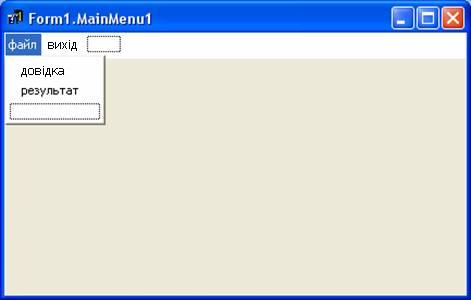 Form1.MainMenu1
файл вихід
довідка
результат